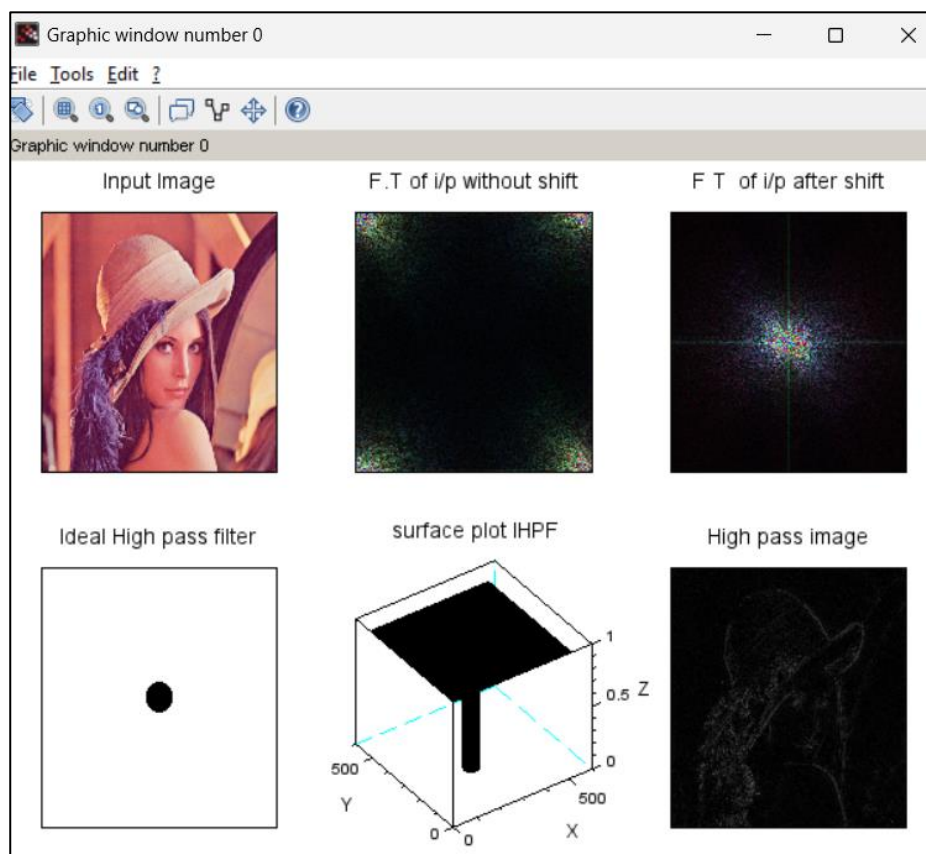 Graphic window number 0
File Tools Edit ?
Graphic window number 0
Input Image
F.T of i/p without shift
F T of i/p after shift
Ideal High pass filter
surface plot IHPF
High pass image
1
0.5 Z
0
500
500
Y
X
0
0